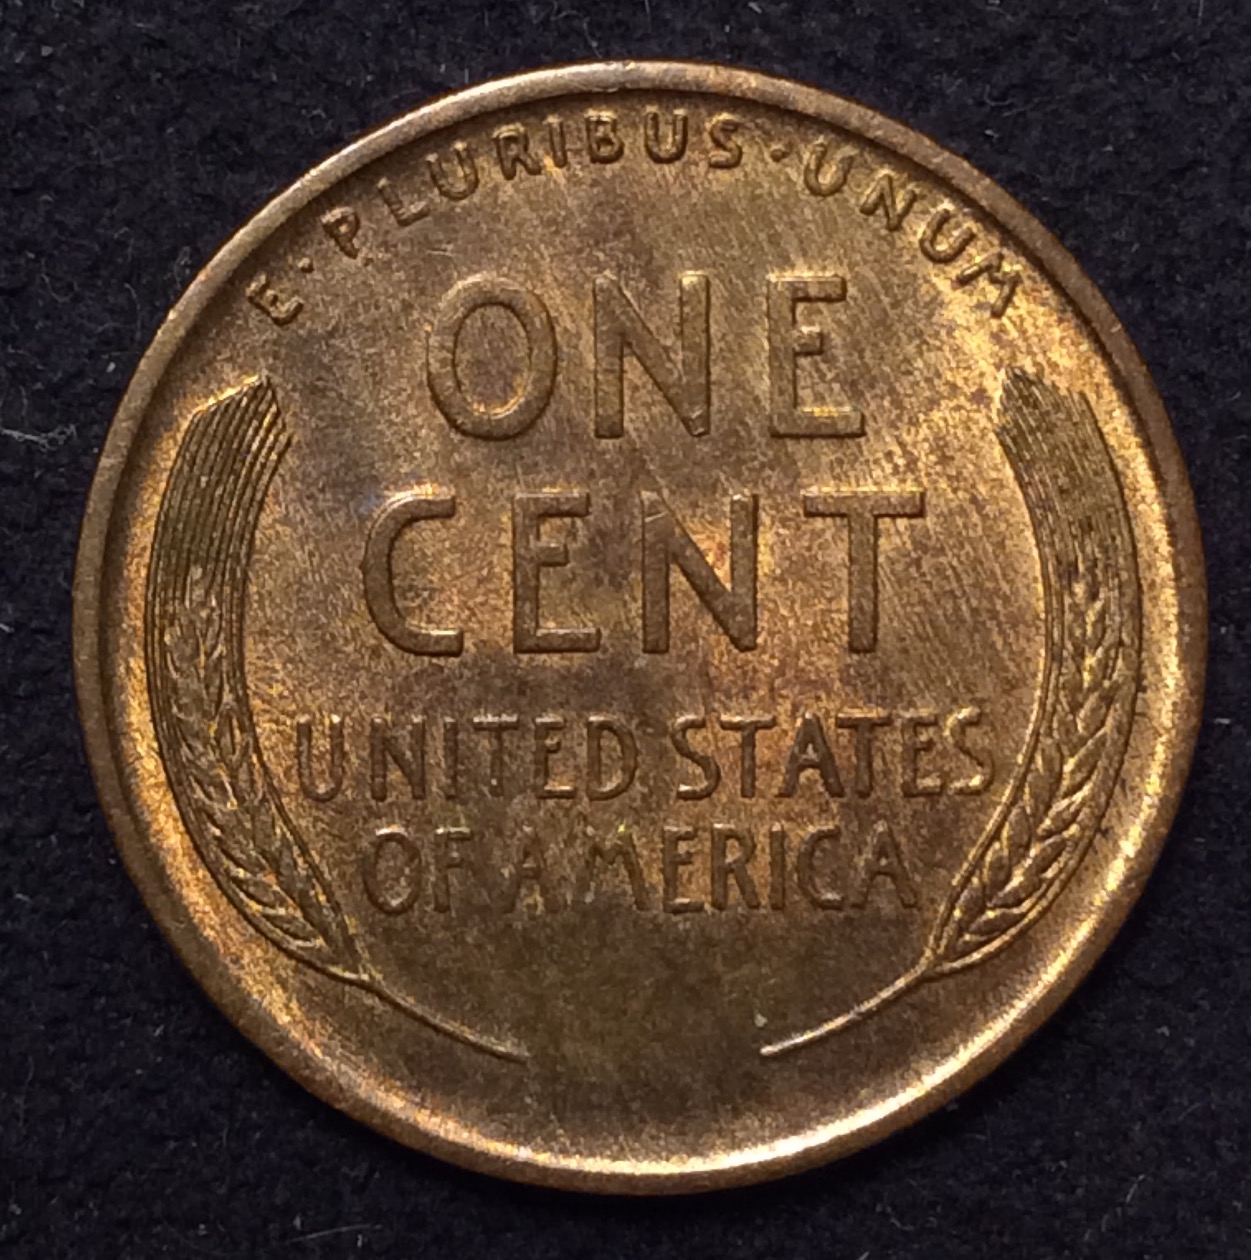 E·PLURIBUS·UNUM
ONE
CENT
UNITED STATES
OF AMERICA